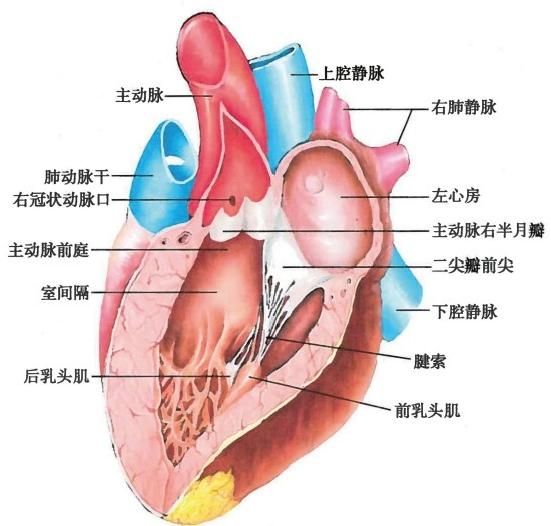 上腔静脉
主动脉
右肺静脉
肺动脉干
右冠状动脉口
左心房
主动脉右半月瓣
主动脉前庭
二尖瓣前尖
室间隔
下腔静脉
腱索
后乳头肌
前乳头肌